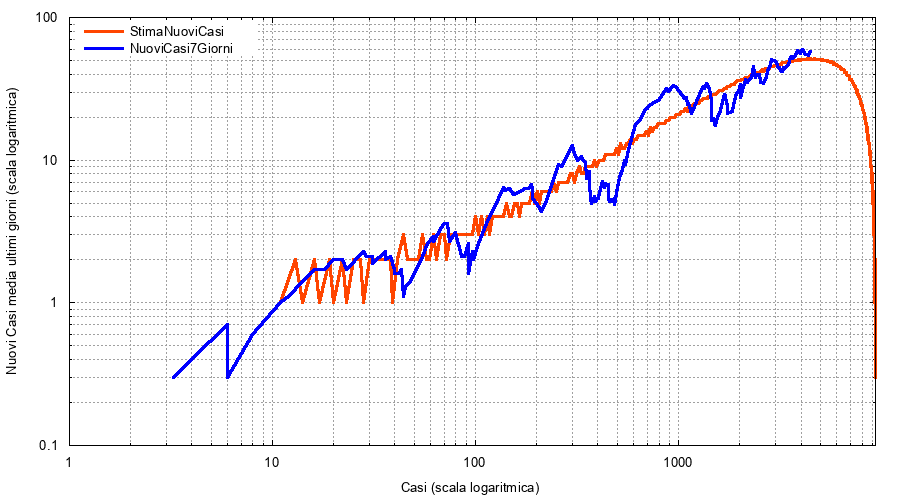 100
StimaNuoviCasi
NuoviCasi7Giorni
Nuovi Casi media ultimi giorni (scala logaritmica)
10
1
0.1
1 10 100 1000
Casi (scala logaritmica)